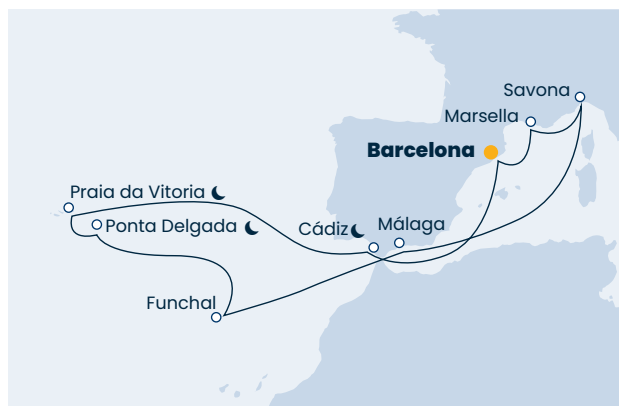 Savona
Marsella
Barcelona
Praia da Vitoria
Ponta Delgada
Cádiz
Málaga
Funchal